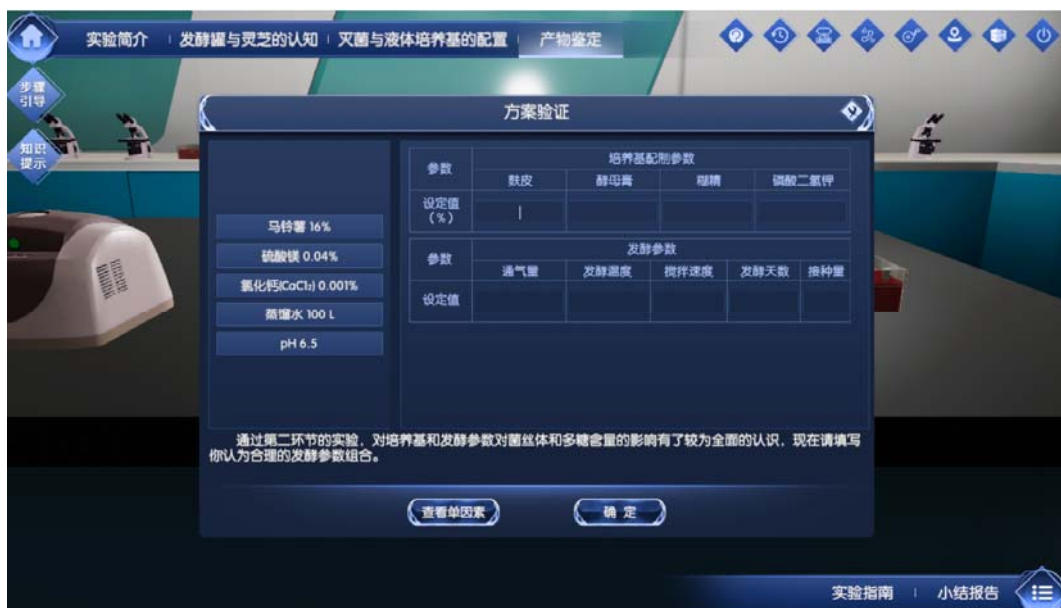 实验简介
发酵罐与灵芝的认知
灭菌与液体培养基的配置
产物鉴定
步骤
引导
知识
提示
方案验证
马铃薯 16%
硫酸镁 0.04%
氯化钙(CaCl₂) 0.001%
蒸馏水 100 L
pH 6.5
参数
培养基配制参数
麸皮
酵母膏
糊精
磷酸二氢钾
设定值
(%)
参数
发酵参数
通气量
发酵温度
搅拌速度
发酵天数
接种量
设定值
通过第二环节的实验，对培养基和发酵参数对菌丝体和多糖含量的影响有了较为全面的认识，现在请填写
你认为合理的发酵参数组合。
查看单因素
确 定
实验指南
小结报告